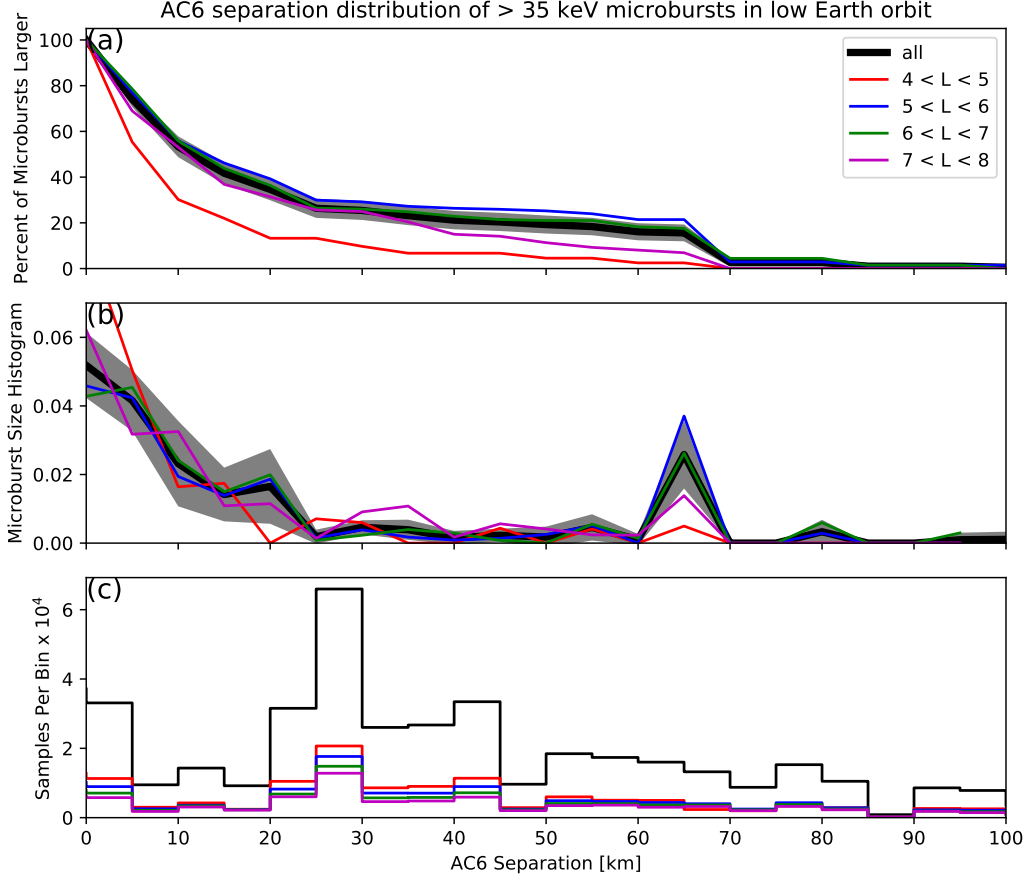 AC6 separation distribution of > 35 keV microbursts in low Earth orbit
(a)
Percent of Microbursts Larger
100
80
60
40
20
0
all
4 < L < 5
5 < L < 6
6 < L < 7
7 < L < 8
(b)
Microburst Size Histogram
0.06
0.04
0.02
0.00
(c)
Samples Per Bin x 10⁴
6
4
2
0
0 10 20 30 40 50 60 70 80 90 100
AC6 Separation [km]